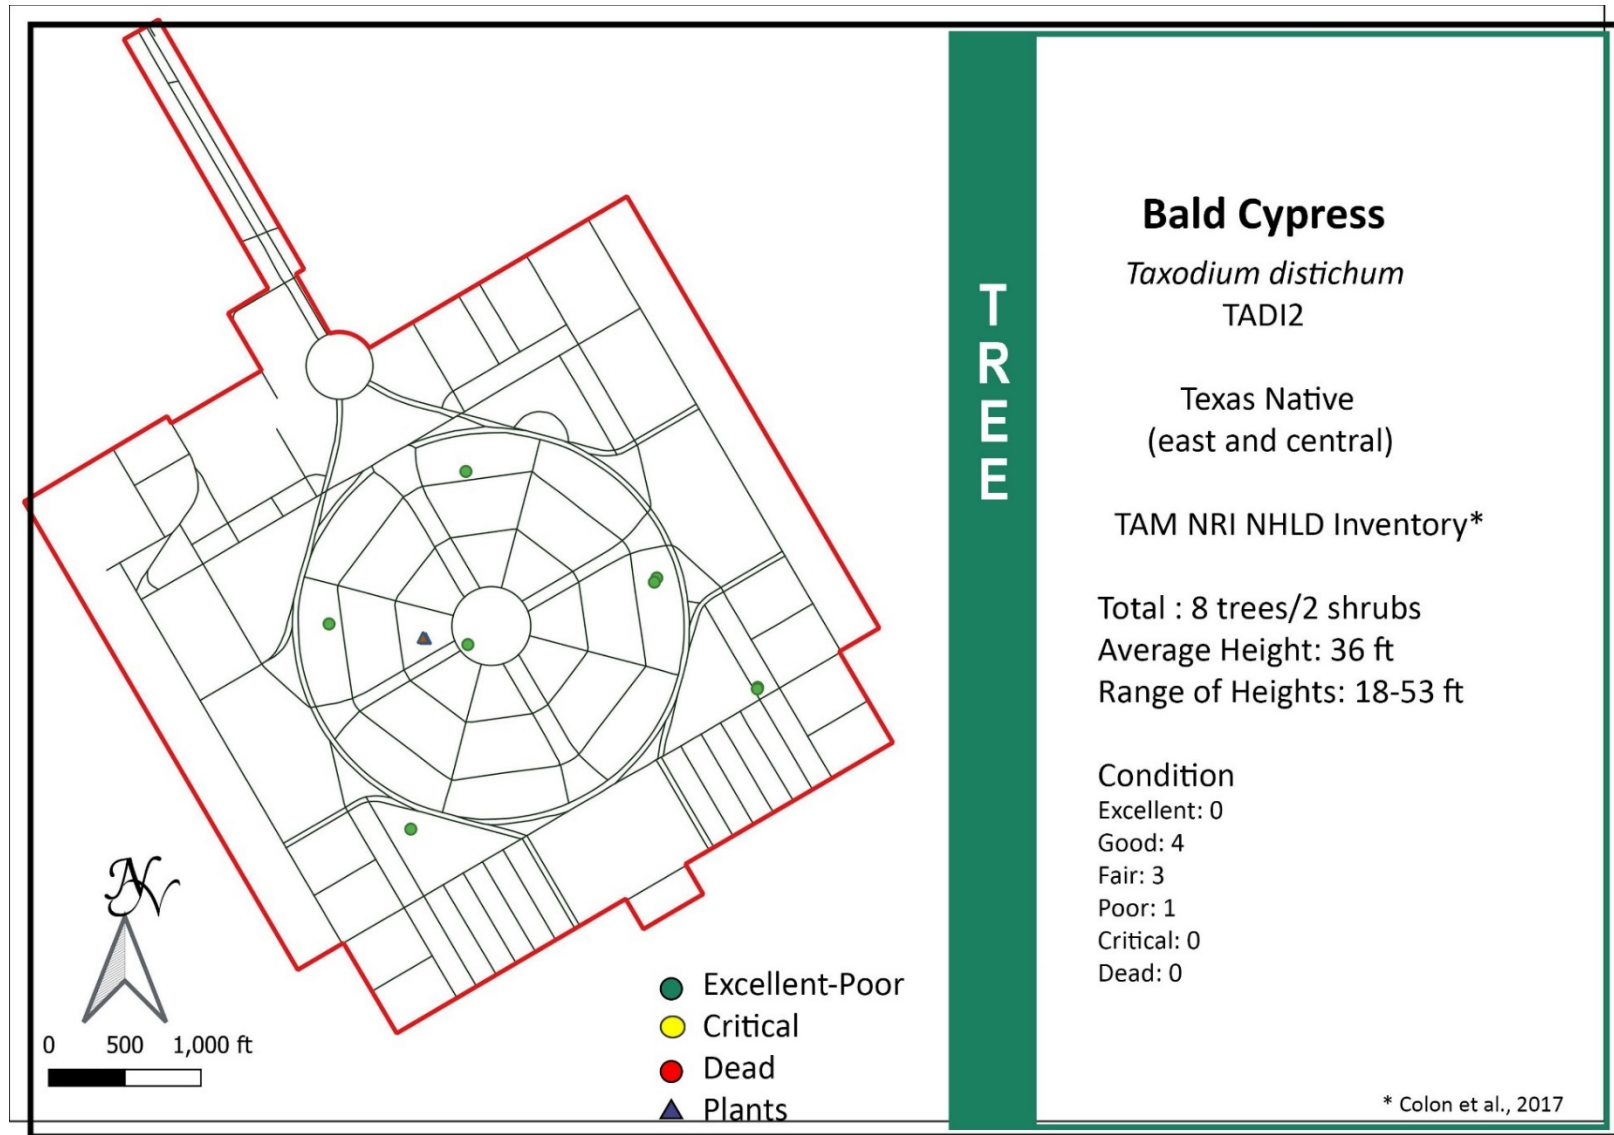 N
0 500 1,000 ft
Excellent-Poor
Critical
Dead
Plants
TREE
Bald Cypress
Taxodium distichum
TADI2
Texas Native
(east and central)
TAM NRI NHLD Inventory*
Total : 8 trees/2 shrubs
Average Height: 36 ft
Range of Heights: 18-53 ft
Condition
Excellent: 0
Good: 4
Fair: 3
Poor: 1
Critical: 0
Dead: 0
* Colon et al., 2017